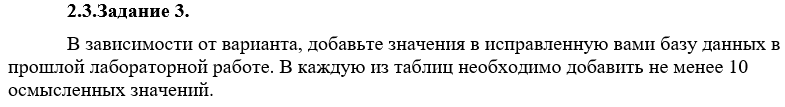 2.3.Задание 3.
В зависимости от варианта, добавьте значения в исправленную вами базу данных в
прошлой лабораторной работе. В каждую из таблиц необходимо добавить не менее 10
осмысленных значений.